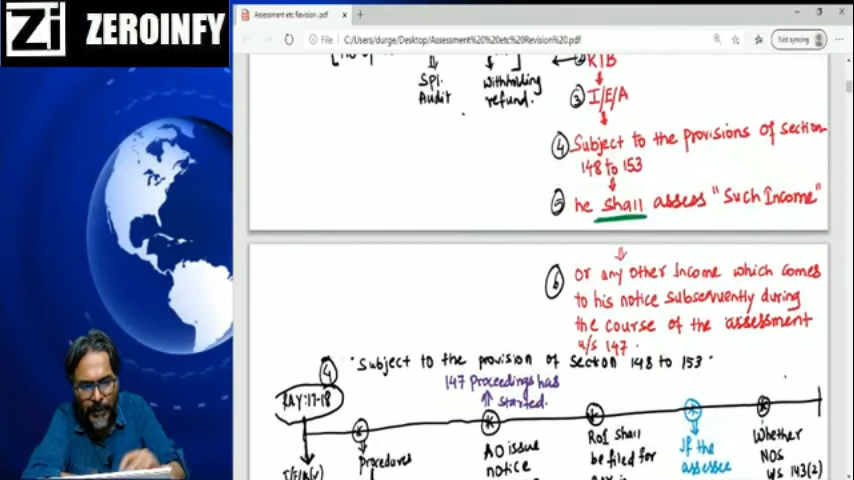 Zi ZEROINFY
Assessment etc Revision .pdf
File C:/Users/durge/Desktop/Assessment%20%20etc%20Revision%20.pdf
Not syncing
SPl. Audit
Withholding refund.
R/B
③ I/E/A
④ Subject to the provisions of section
148 to 153
⑤ he shall assess "Such Income"
⑥ or any other Income which comes
to his notice subsequently during
the course of the assessment
u/s 147.
④ "Subject to the provision of section 148 to 153"
147 Proceedings has
started.
RAY:17-18
I/E/A(Y)
Procedures
AO issue
notice
RoI shall
be filed for
If the
assessee
Whether
NOS
u/s 143(2)